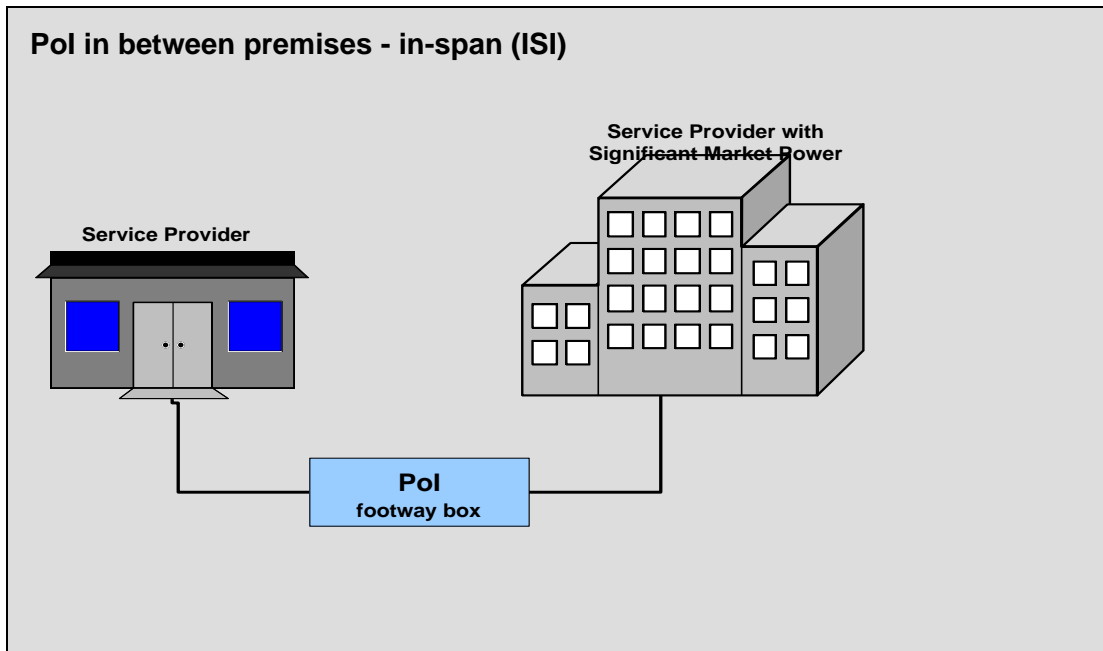 PoI in between premises - in-span (ISI)
Service Provider with
Significant Market Power
Service Provider
PoI
footway box